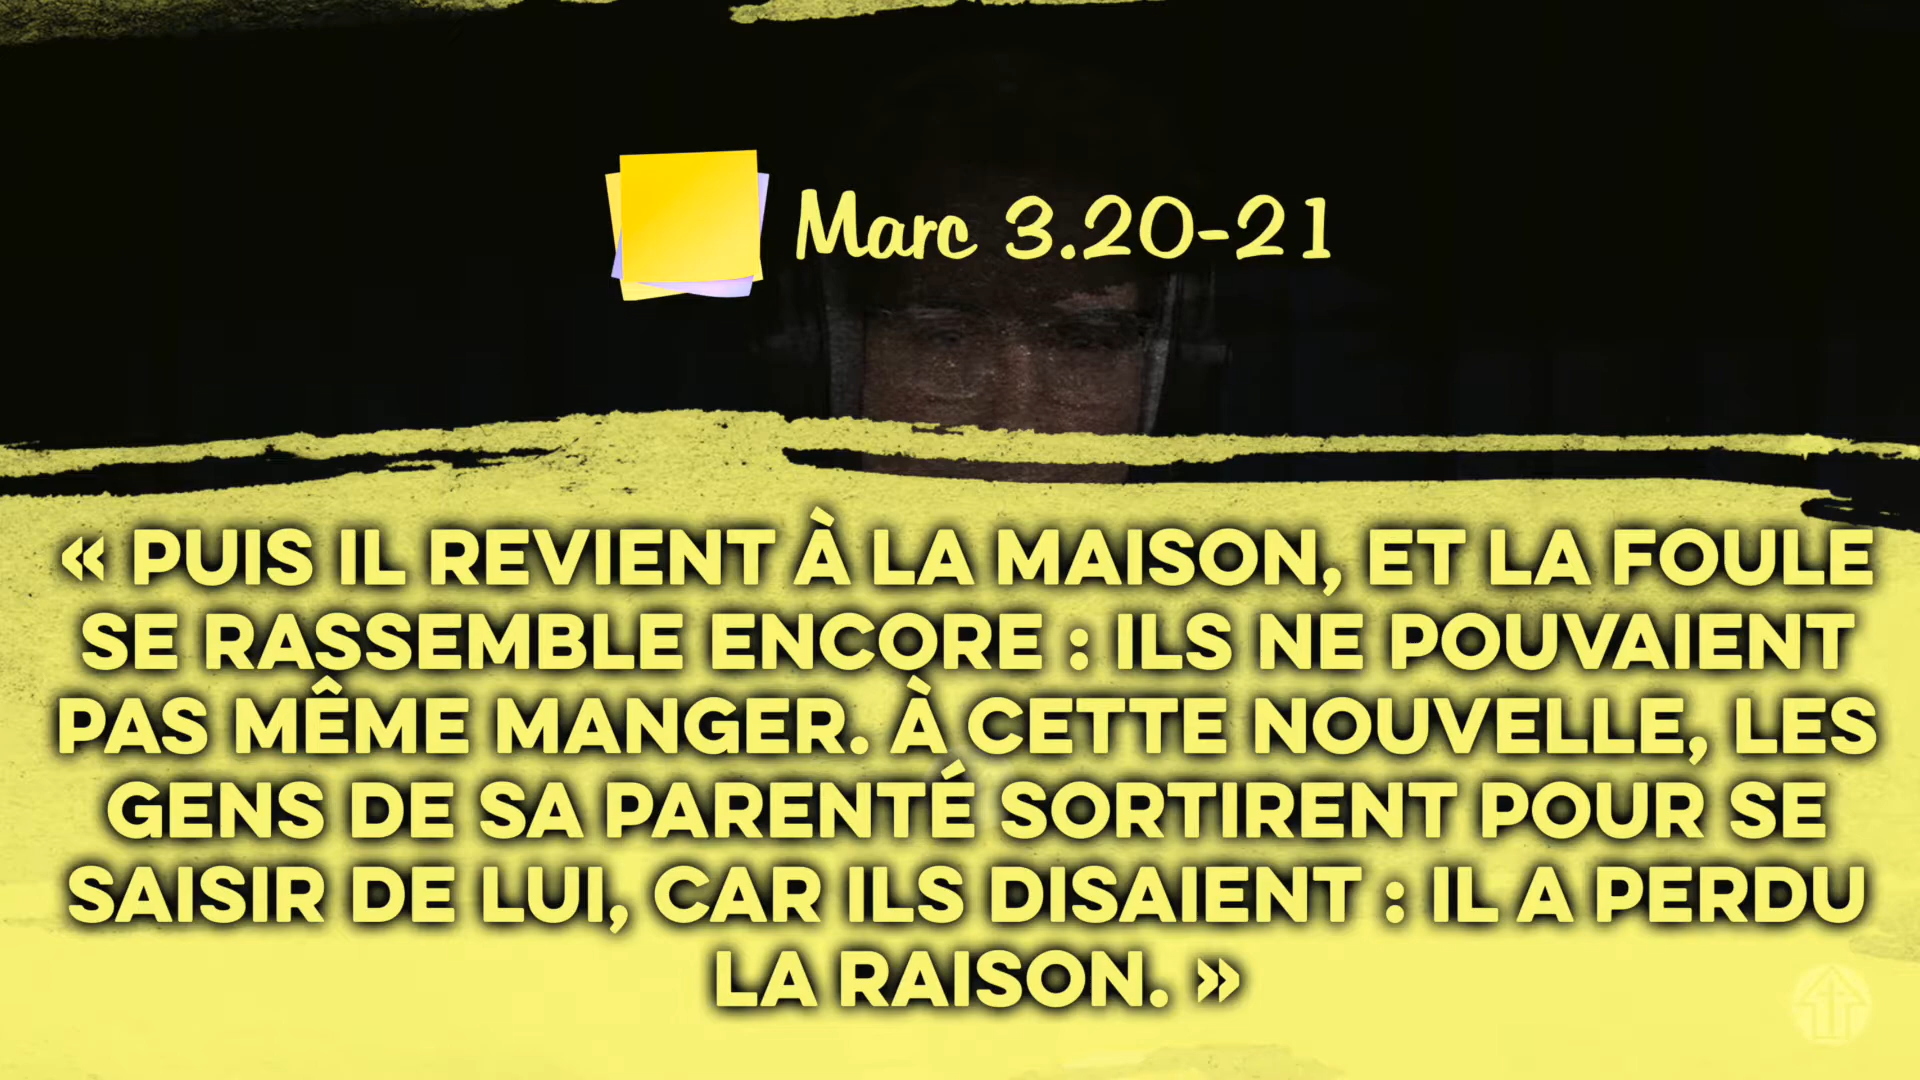 Marc 3.20-21
« PUIS IL REVIENT À LA MAISON, ET LA FOULE
SE RASSEMBLE ENCORE : ILS NE POUVAIENT
PAS MÊME MANGER. À CETTE NOUVELLE, LES
GENS DE SA PARENTÉ SORTIRENT POUR SE
SAISIR DE LUI, CAR ILS DISAIENT : IL A PERDU
LA RAISON. »